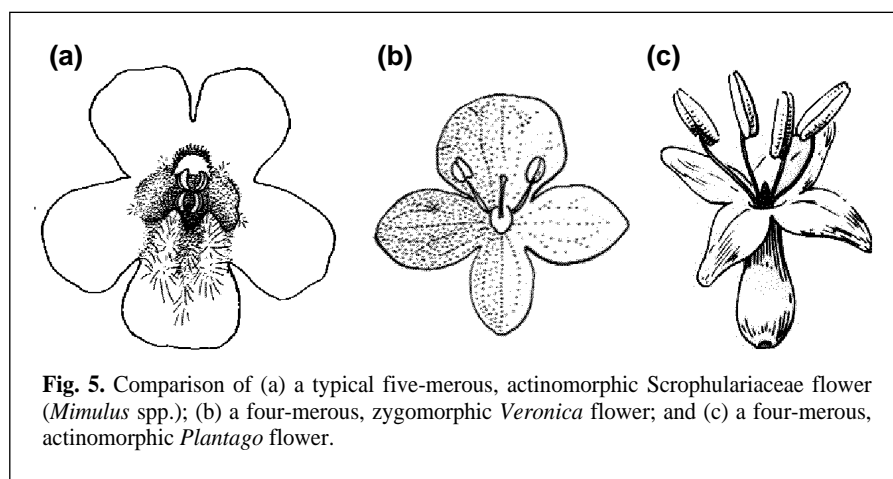 (a) (b) (c)
Fig. 5. Comparison of (a) a typical five-merous, actinomorphic Scrophulariaceae flower
(Mimulus spp.); (b) a four-merous, zygomorphic Veronica flower; and (c) a four-merous,
actinomorphic Plantago flower.